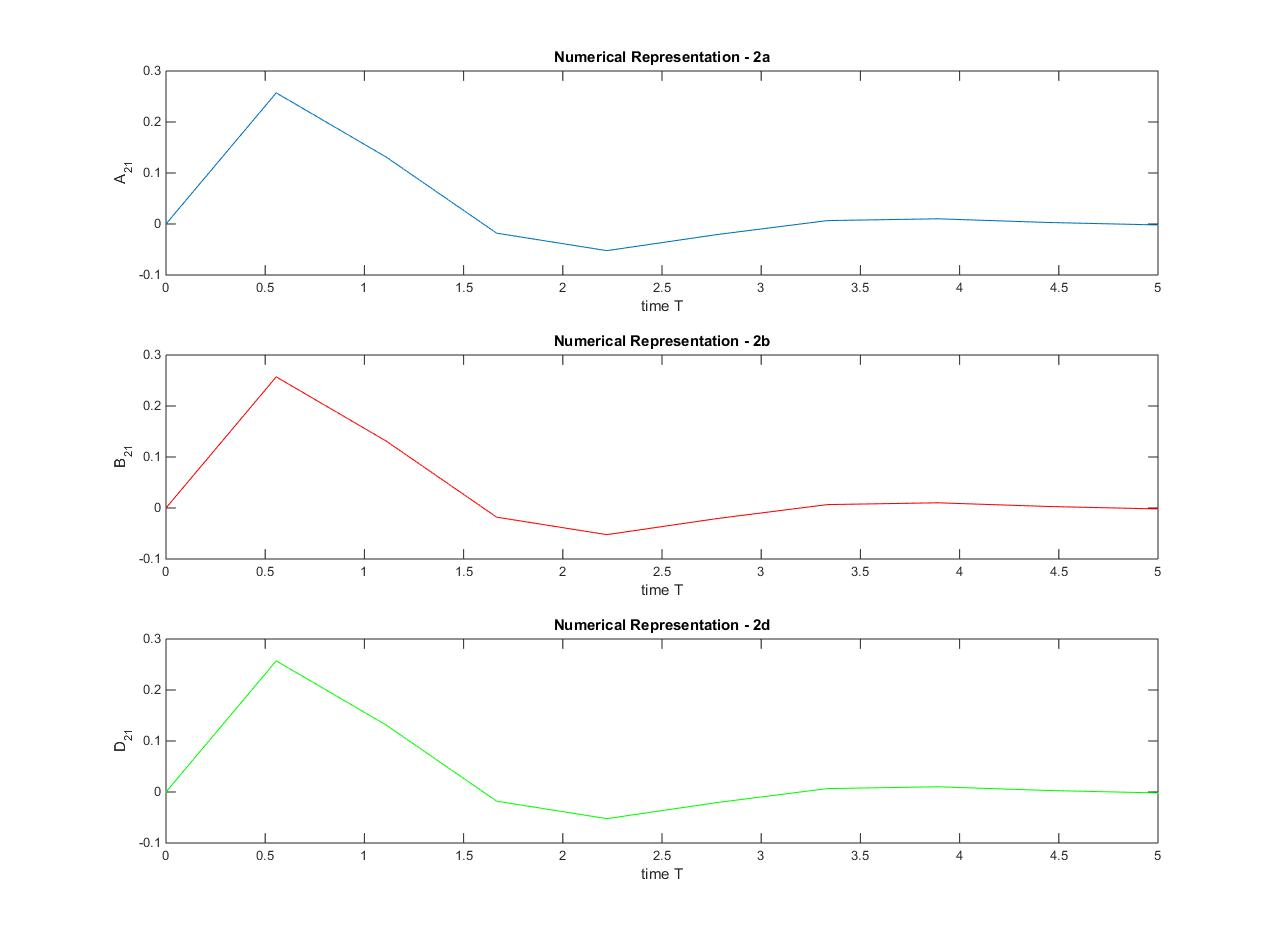 Numerical Representation - 2a
0.3
0.2
0.1
0
-0.1
A21
0 0.5 1 1.5 2 2.5 3 3.5 4 4.5 5
time T
Numerical Representation - 2b
0.3
0.2
0.1
0
-0.1
B21
0 0.5 1 1.5 2 2.5 3 3.5 4 4.5 5
time T
Numerical Representation - 2d
0.3
0.2
0.1
0
-0.1
D21
0 0.5 1 1.5 2 2.5 3 3.5 4 4.5 5
time T